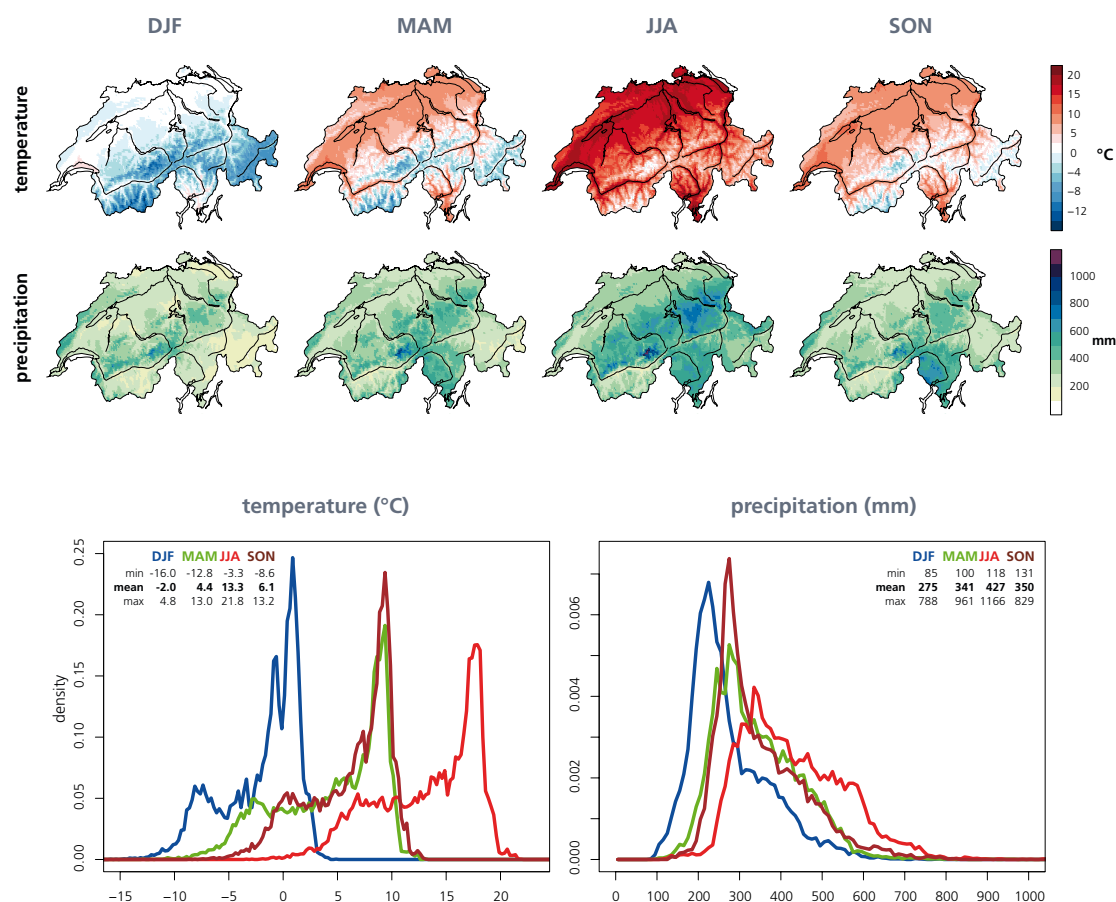 DJF MAM JJA SON
temperature
20
15
10
5
0
−4
−8
−12
°C
precipitation
1000
800
600
400
200
mm
temperature (°C)
density
0.25
0.20
0.15
0.10
0.05
0.00
DJF MAM JJA SON
min -16.0 -12.8 -3.3 -8.6
mean -2.0 4.4 13.3 6.1
max 4.8 13.0 21.8 13.2
−15 −10 −5 0 5 10 15 20
precipitation (mm)
0.006
0.004
0.002
0.000
DJF MAM JJA SON
min 85 100 118 131
mean 275 341 427 350
max 788 961 1166 829
0 100 200 300 400 500 600 700 800 900 1000